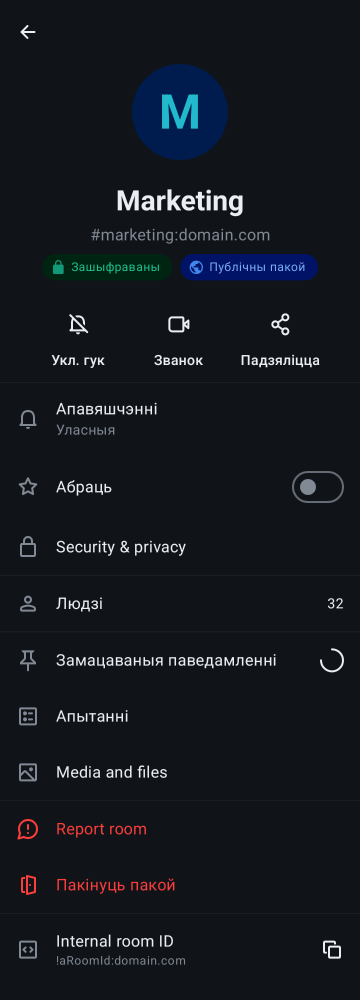 M
Marketing
#marketing:domain.com
Зашыфраваны
Публічны пакой
Укл. гук
Званок
Падзяліцца
Апавяшчэнні
Уласныя
Абраць
Security & privacy
Людзі
32
Замацаваныя паведамленні
Апытанні
Media and files
Report room
Пакінуць пакой
Internal room ID
!aRoomId:domain.com